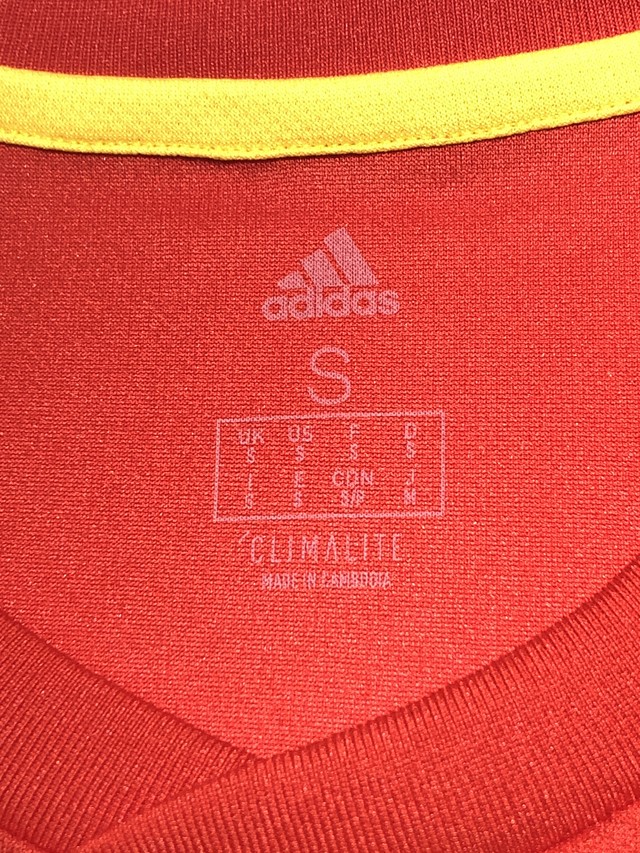 adidas
S
UK US F D
S S S S
I E CDN J
S S S/P M
CLIMALITE
MADE IN CAMBODIA